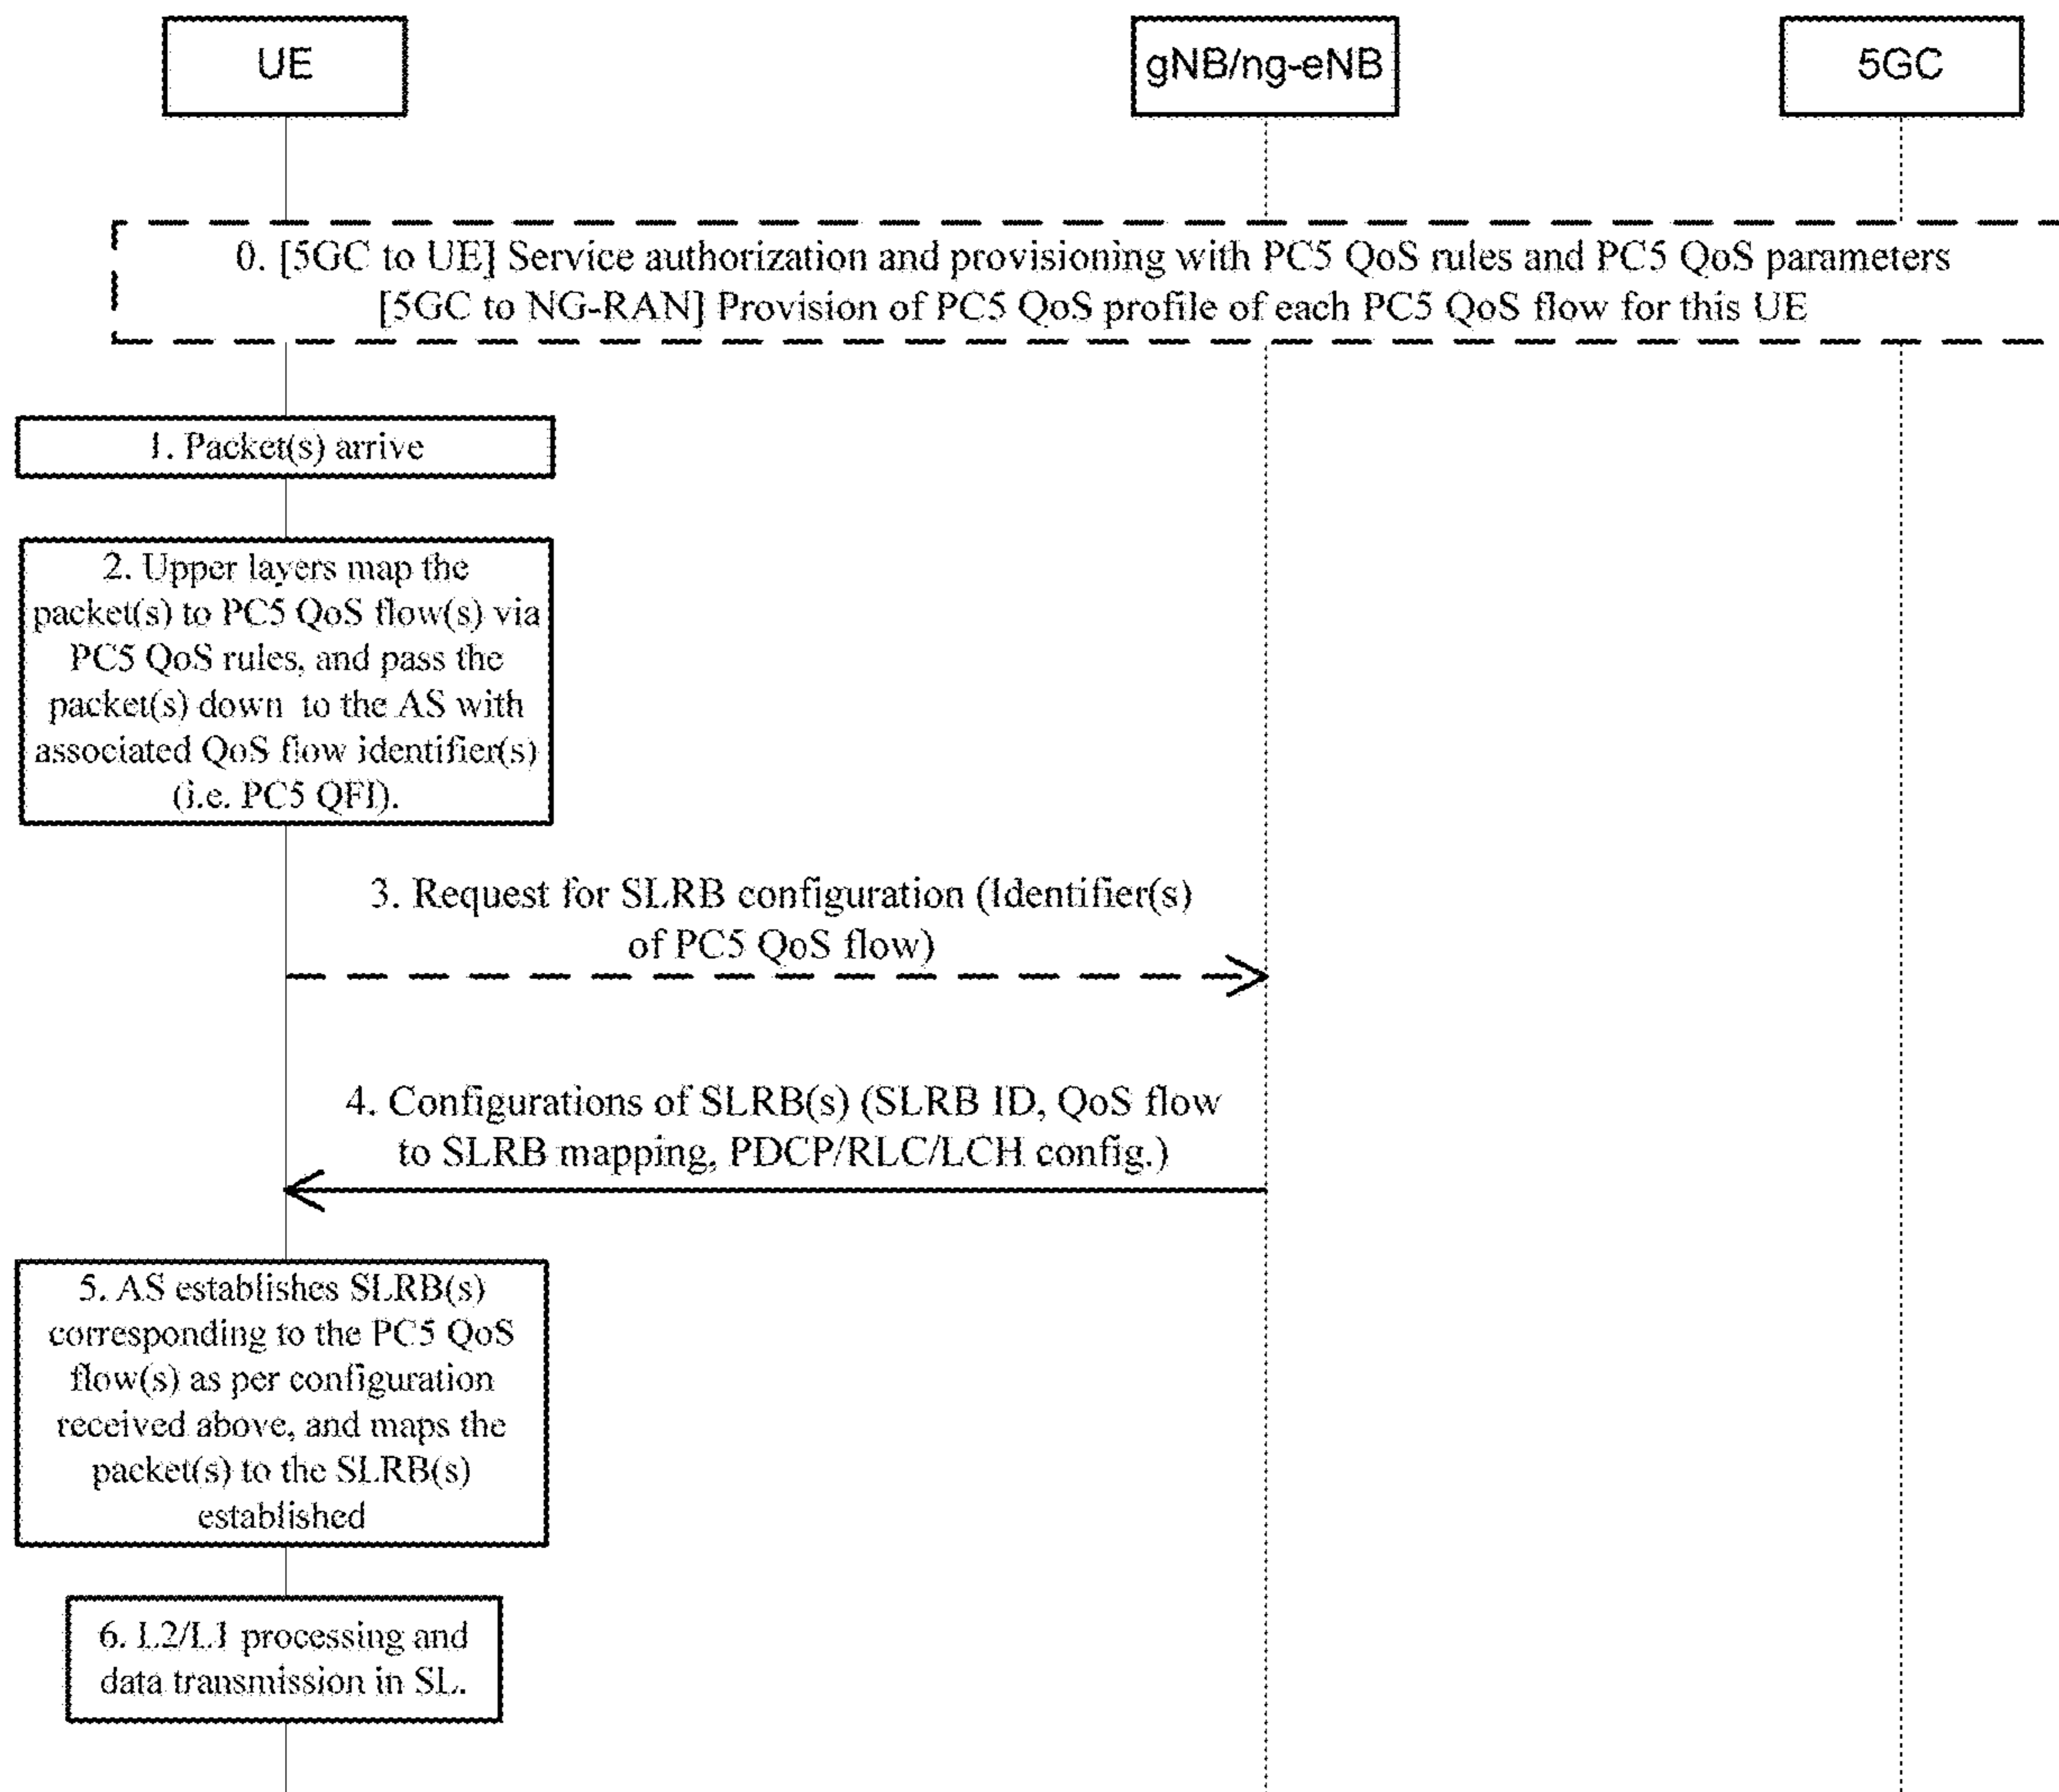 UE
gNB/ng-eNB
5GC
0. [5GC to UE] Service authorization and provisioning with PC5 QoS rules and PC5 QoS parameters
[5GC to NG-RAN] Provision of PC5 QoS profile of each PC5 QoS flow for this UE
1. Packet(s) arrive
2. Upper layers map the
packet(s) to PC5 QoS flow(s) via
PC5 QoS rules, and pass the
packet(s) down to the AS with
associated QoS flow identifier(s)
(i.e. PC5 QFI).
3. Request for SLRB configuration (Identifier(s)
of PC5 QoS flow)
4. Configurations of SLRB(s) (SLRB ID, QoS flow
to SLRB mapping, PDCP/RLC/LCH config.)
5. AS establishes SLRB(s)
corresponding to the PC5 QoS
flow(s) as per configuration
received above, and maps the
packet(s) to the SLRB(s)
established
6. L2/L1 processing and
data transmission in SL.